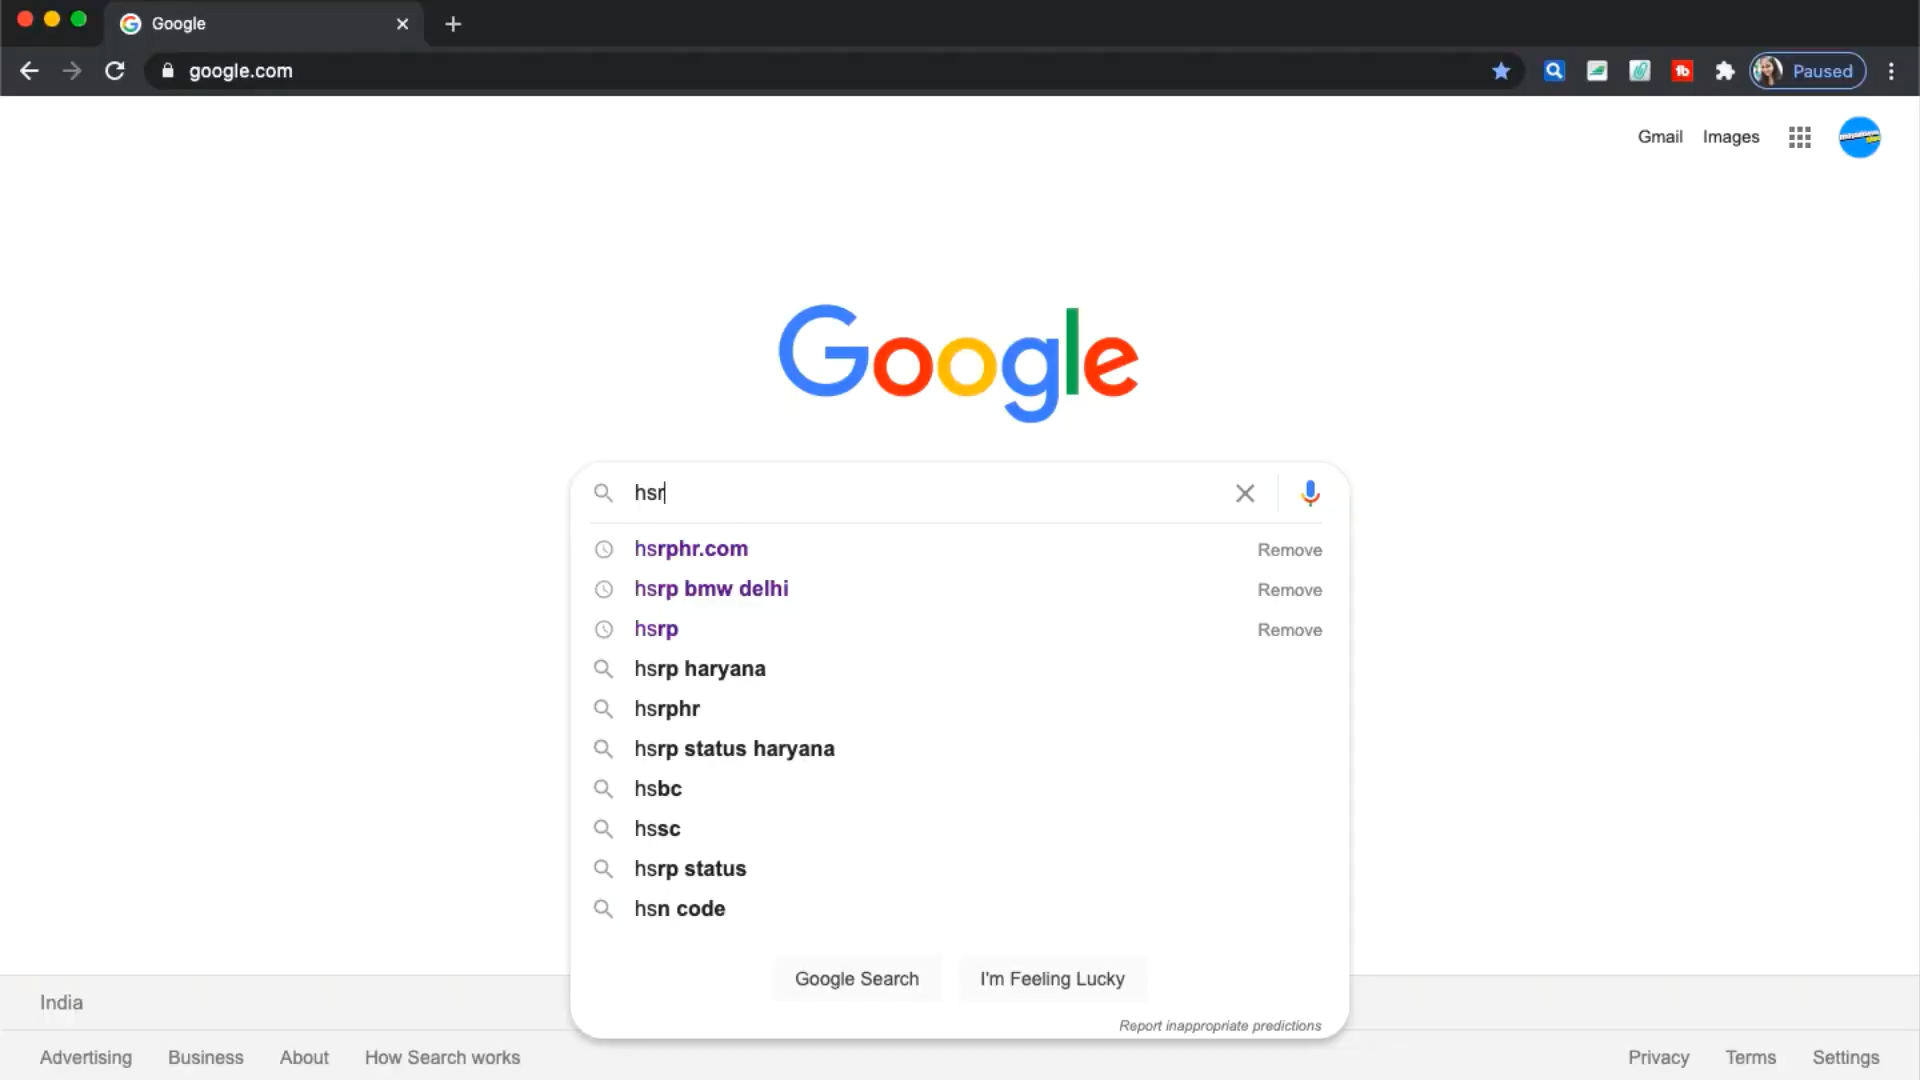 Google
google.com
Paused
Gmail Images
Google
hsr
hsrphr.com Remove
hsrp bmw delhi Remove
hsrp Remove
hsrp haryana
hsrphr
hsrp status haryana
hsbc
hssc
hsrp status
hsn code
Google Search I'm Feeling Lucky
Report inappropriate predictions
India
Advertising Business About How Search works Privacy Terms Settings